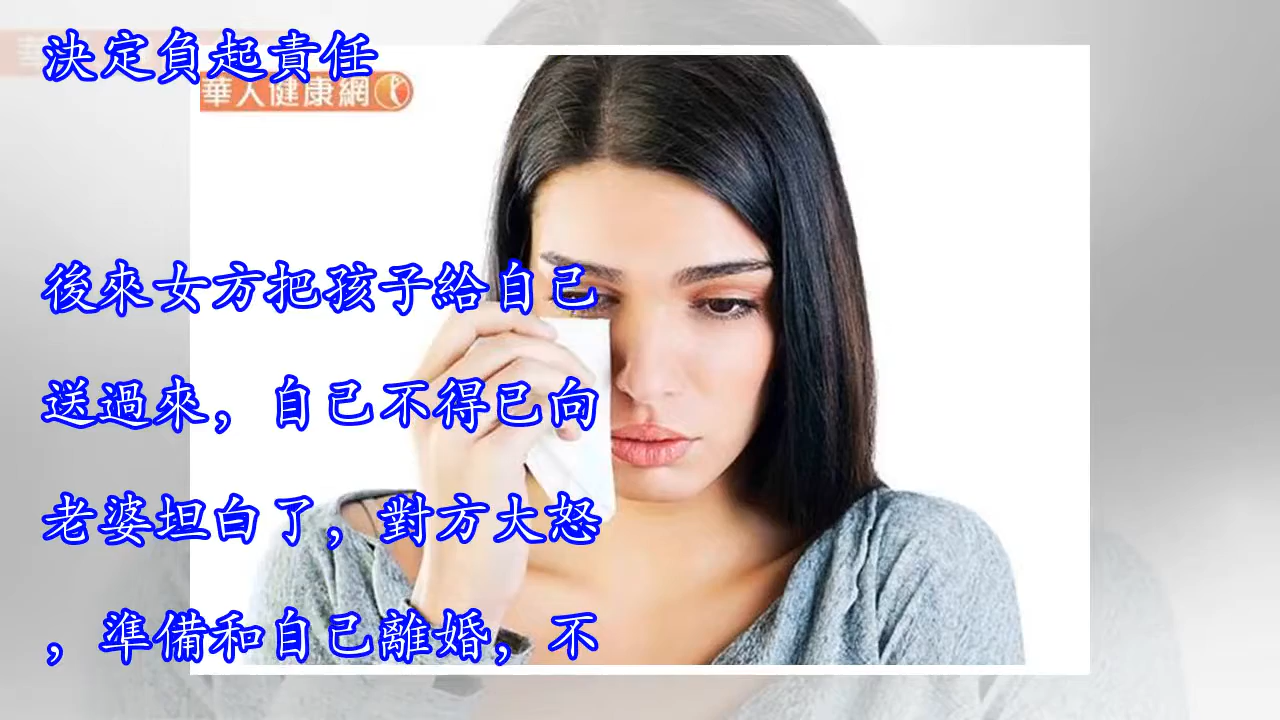 決定負起責任
華人健康網
後來女方把孩子給自己
送過來，自己不得已向
老婆坦白了，對方大怒
，準備和自己離婚，不